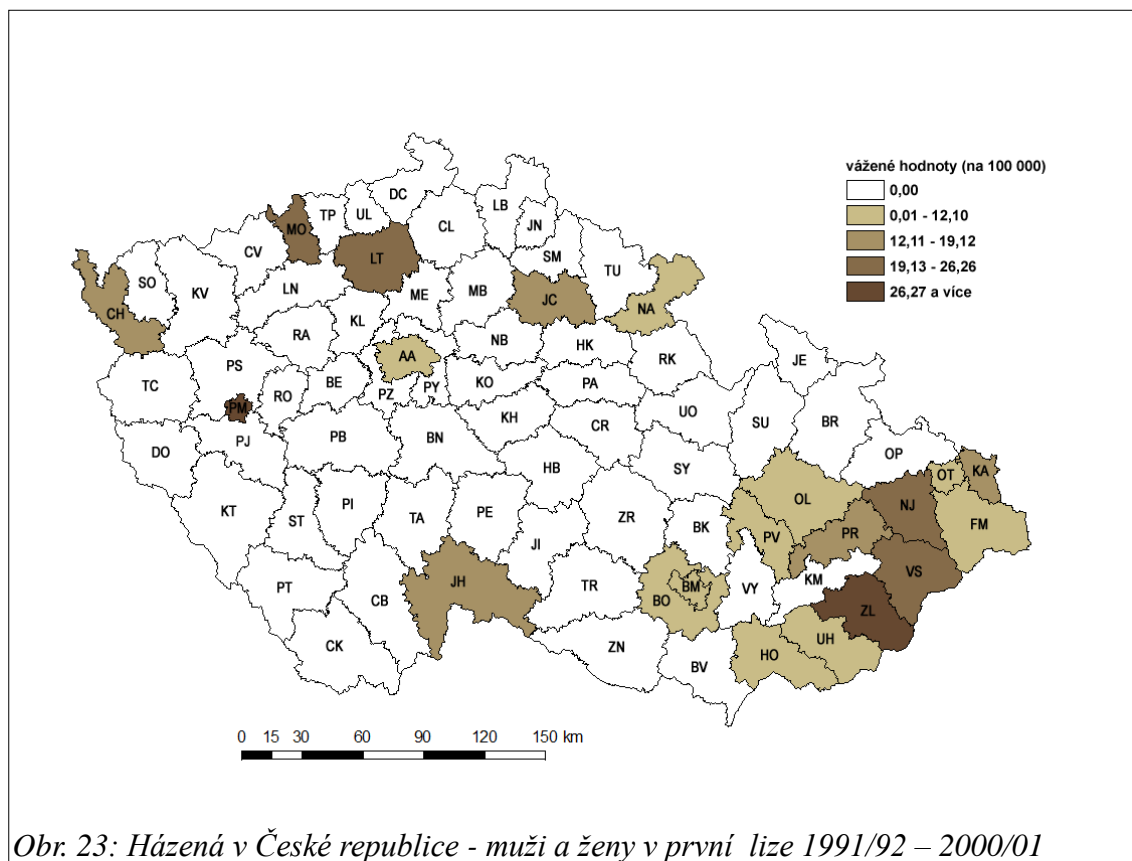 vážené hodnoty (na 100 000)
0,00
0,01 - 12,10
12,11 - 19,12
19,13 - 26,26
26,27 a více
DC
LB
TP
UL
JN
MO
CL
CV
LT
SM
TU
SO
KV
LN
ME
MB
JC
NA
CH
KL
RA
NB
HK
RK
AA
JE
PS
TC
RO
BE
PZ
PY
KO
PA
PM
UO
SU
BR
KH
CR
DO
PJ
PB
BN
OP
HB
SY
OT
KA
KT
ST
PI
TA
PE
ZR
OL
NJ
FM
BK
PV
PR
JI
VS
PT
JH
TR
BO
BM
VY
KM
CB
ZL
CK
ZN
HO
UH
BV
0 15 30 60 90 120 150 km
Obr. 23: Házená v České republice - muži a ženy v první lize 1991/92 – 2000/01